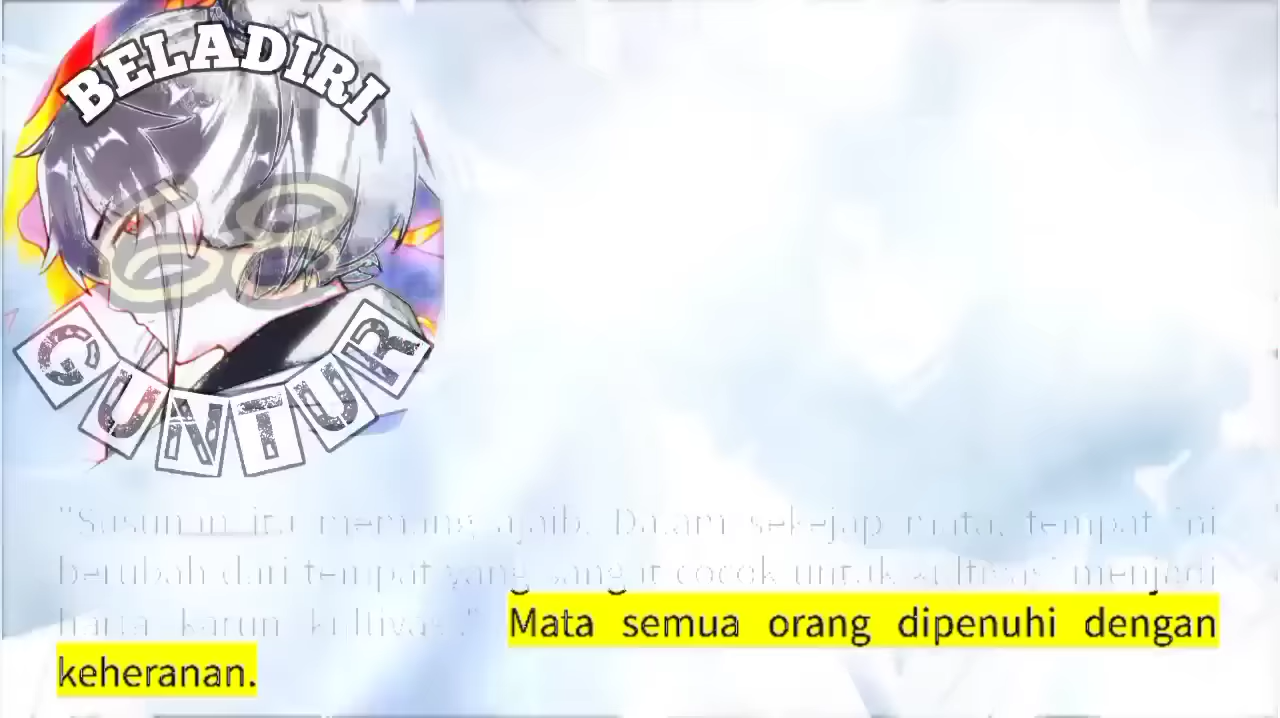 BELADIRI
GUNTUR
"Susunan itu memang ajaib. Dalam sekejap mata, tempat ini
berubah dari tempat yang sangat cocok untuk kultivasi menjadi
harta karun kultivasi." Mata semua orang dipenuhi dengan
keheranan.